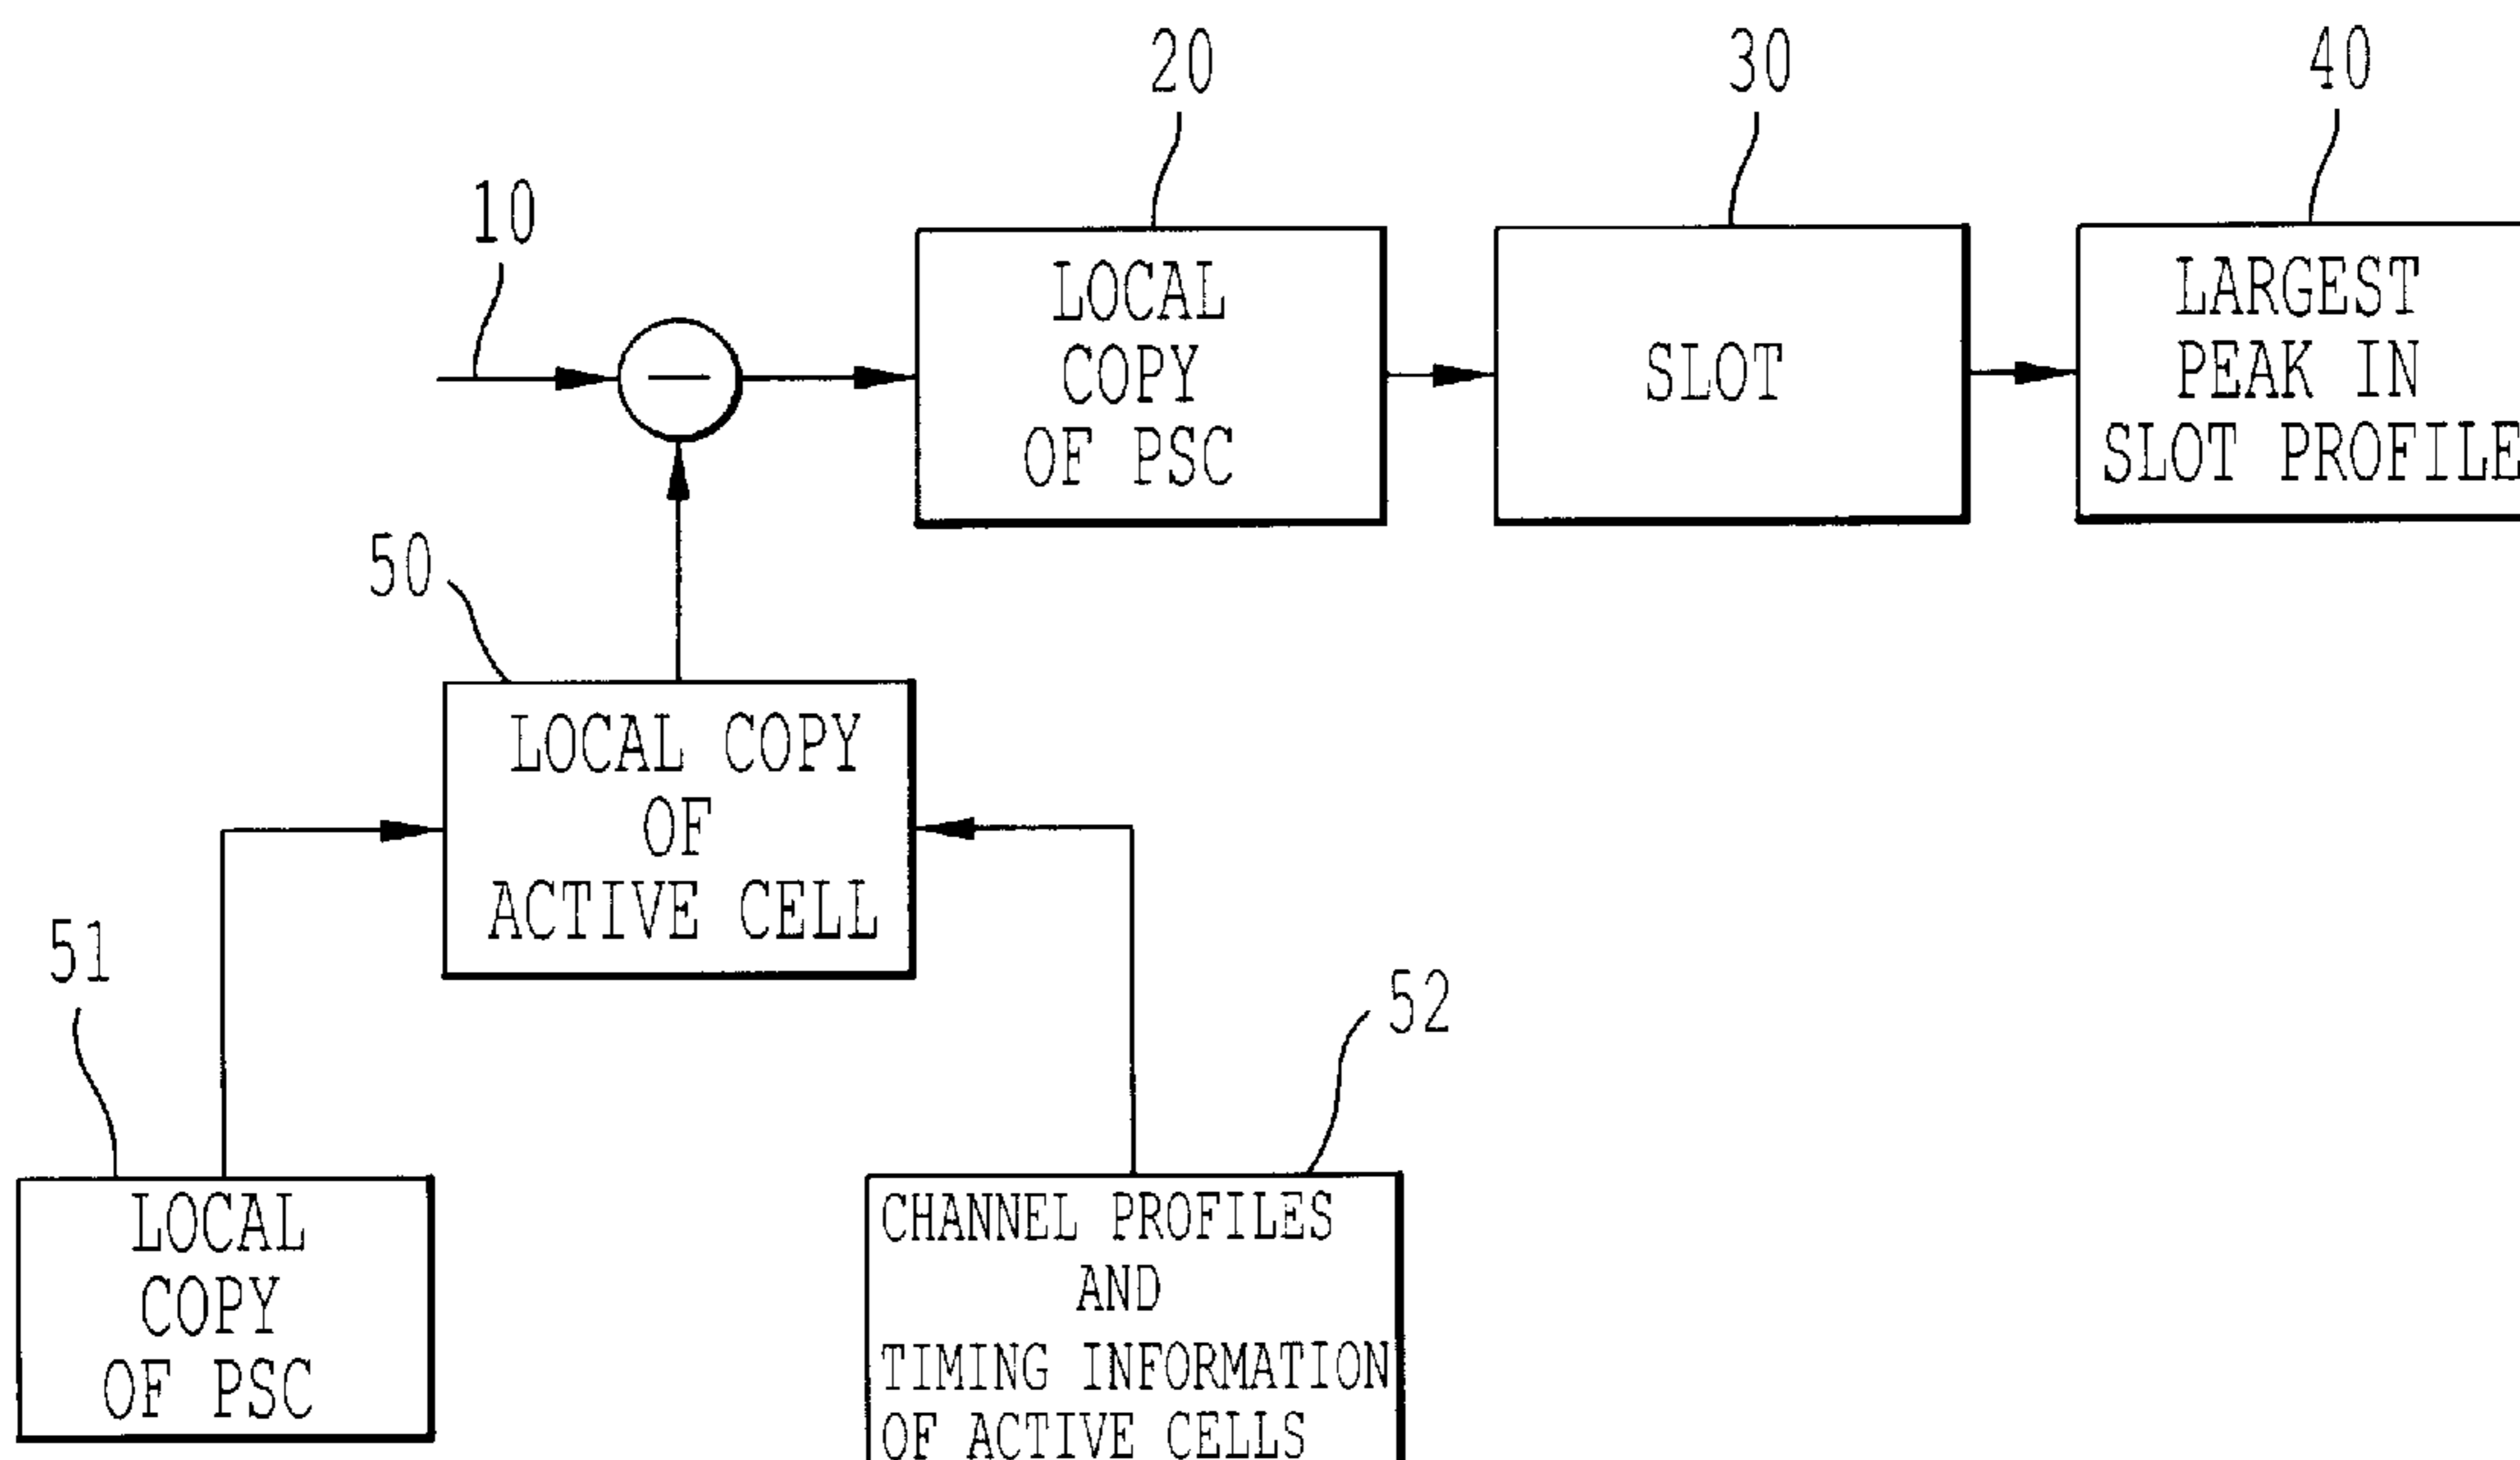 20
30
40
10
LOCAL
COPY
OF PSC
SLOT
LARGEST
PEAK IN
SLOT PROFILE
50
LOCAL COPY
OF
ACTIVE CELL
51
52
LOCAL
COPY
OF PSC
CHANNEL PROFILES
AND
TIMING INFORMATION
OF ACTIVE CELLS